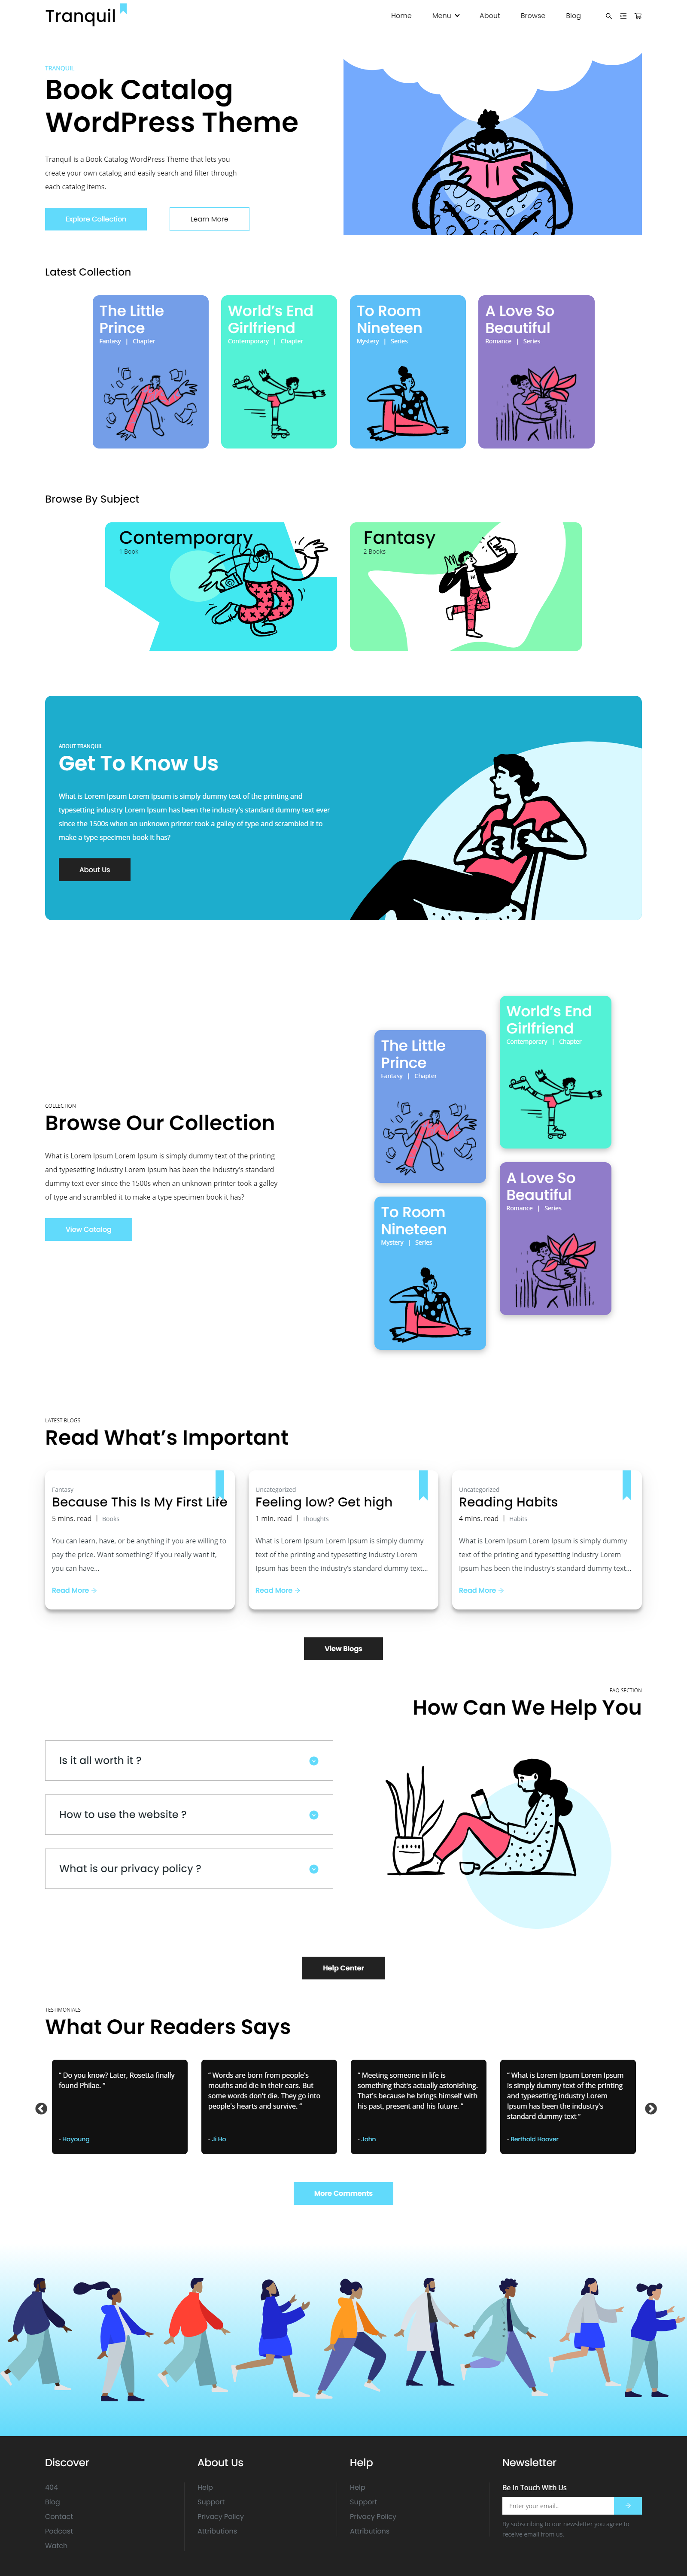 Tranquil
Home Menu About Browse Blog
TRANQUIL
Book Catalog
WordPress Theme
Tranquil is a Book Catalog WordPress Theme that lets you
create your own catalog and easily search and filter through
each catalog items.
Explore Collection Learn More
Latest Collection
The Little
Prince
Fantasy | Chapter
World's End
Girlfriend
Contemporary | Chapter
To Room
Nineteen
Mystery | Series
A Love So
Beautiful
Romance | Series
Browse By Subject
Contemporary
1 Book
Fantasy
2 Books
ABOUT TRANQUIL
Get To Know Us
What is Lorem Ipsum Lorem Ipsum is simply dummy text of the printing and
typesetting industry Lorem Ipsum has been the industry's standard dummy text ever
since the 1500s when an unknown printer took a galley of type and scrambled it to
make a type specimen book it has?
About Us
COLLECTION
Browse Our Collection
What is Lorem Ipsum Lorem Ipsum is simply dummy text of the printing
and typesetting industry Lorem Ipsum has been the industry's standard
dummy text ever since the 1500s when an unknown printer took a galley
of type and scrambled it to make a type specimen book it has?
View Catalog
The Little
Prince
Fantasy | Chapter
To Room
Nineteen
Mystery | Series
World's End
Girlfriend
Contemporary | Chapter
A Love So
Beautiful
Romance | Series
LATEST BLOGS
Read What's Important
Fantasy
Because This Is My First Life
5 mins. read | Books
You can learn, have, or be anything if you are willing to
pay the price. Want something? If you really want it,
you can have...
Read More →
Uncategorized
Feeling low? Get high
1 min. read | Thoughts
What is Lorem Ipsum Lorem Ipsum is simply dummy
text of the printing and typesetting industry Lorem
Ipsum has been the industry's standard dummy text...
Read More →
Uncategorized
Reading Habits
4 mins. read | Habits
What is Lorem Ipsum Lorem Ipsum is simply dummy
text of the printing and typesetting industry Lorem
Ipsum has been the industry's standard dummy text...
Read More →
View Blogs
FAQ SECTION
How Can We Help You
Is it all worth it ?
How to use the website ?
What is our privacy policy ?
Help Center
TESTIMONIALS
What Our Readers Says
" Do you know? Later, Rosetta finally
found Philae. "
- Hayoung
" Words are born from people's
mouths and die in their ears. But
some words don't die. They go into
people's hearts and survive. "
- Ji Ho
" Meeting someone in life is
something that's actually astonishing.
That's because he brings himself with
his past, present and his future. "
- John
" What is Lorem Ipsum Lorem Ipsum
is simply dummy text of the printing
and typesetting industry Lorem
Ipsum has been the industry's
standard dummy text "
- Berthold Hoover
More Comments
Discover
404
Blog
Contact
Podcast
Watch
About Us
Help
Support
Privacy Policy
Attributions
Help
Help
Support
Privacy Policy
Attributions
Newsletter
Be In Touch With Us
Enter your email..
By subscribing to our newsletter you agree to
receive email from us.